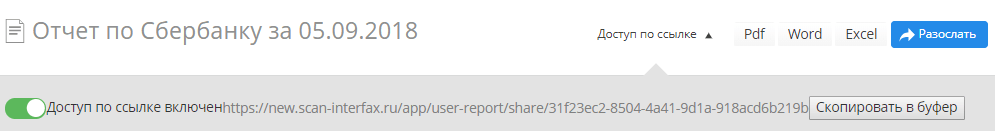 Отчет по Сбербанку за 05.09.2018
Доступ по ссылке ▲ Pdf Word Excel Разослать
Доступ по ссылке включен https://new.scan-interfax.ru/app/user-report/share/31f23ec2-8504-4a41-9d1a-918acd6b219b Скопировать в буфер